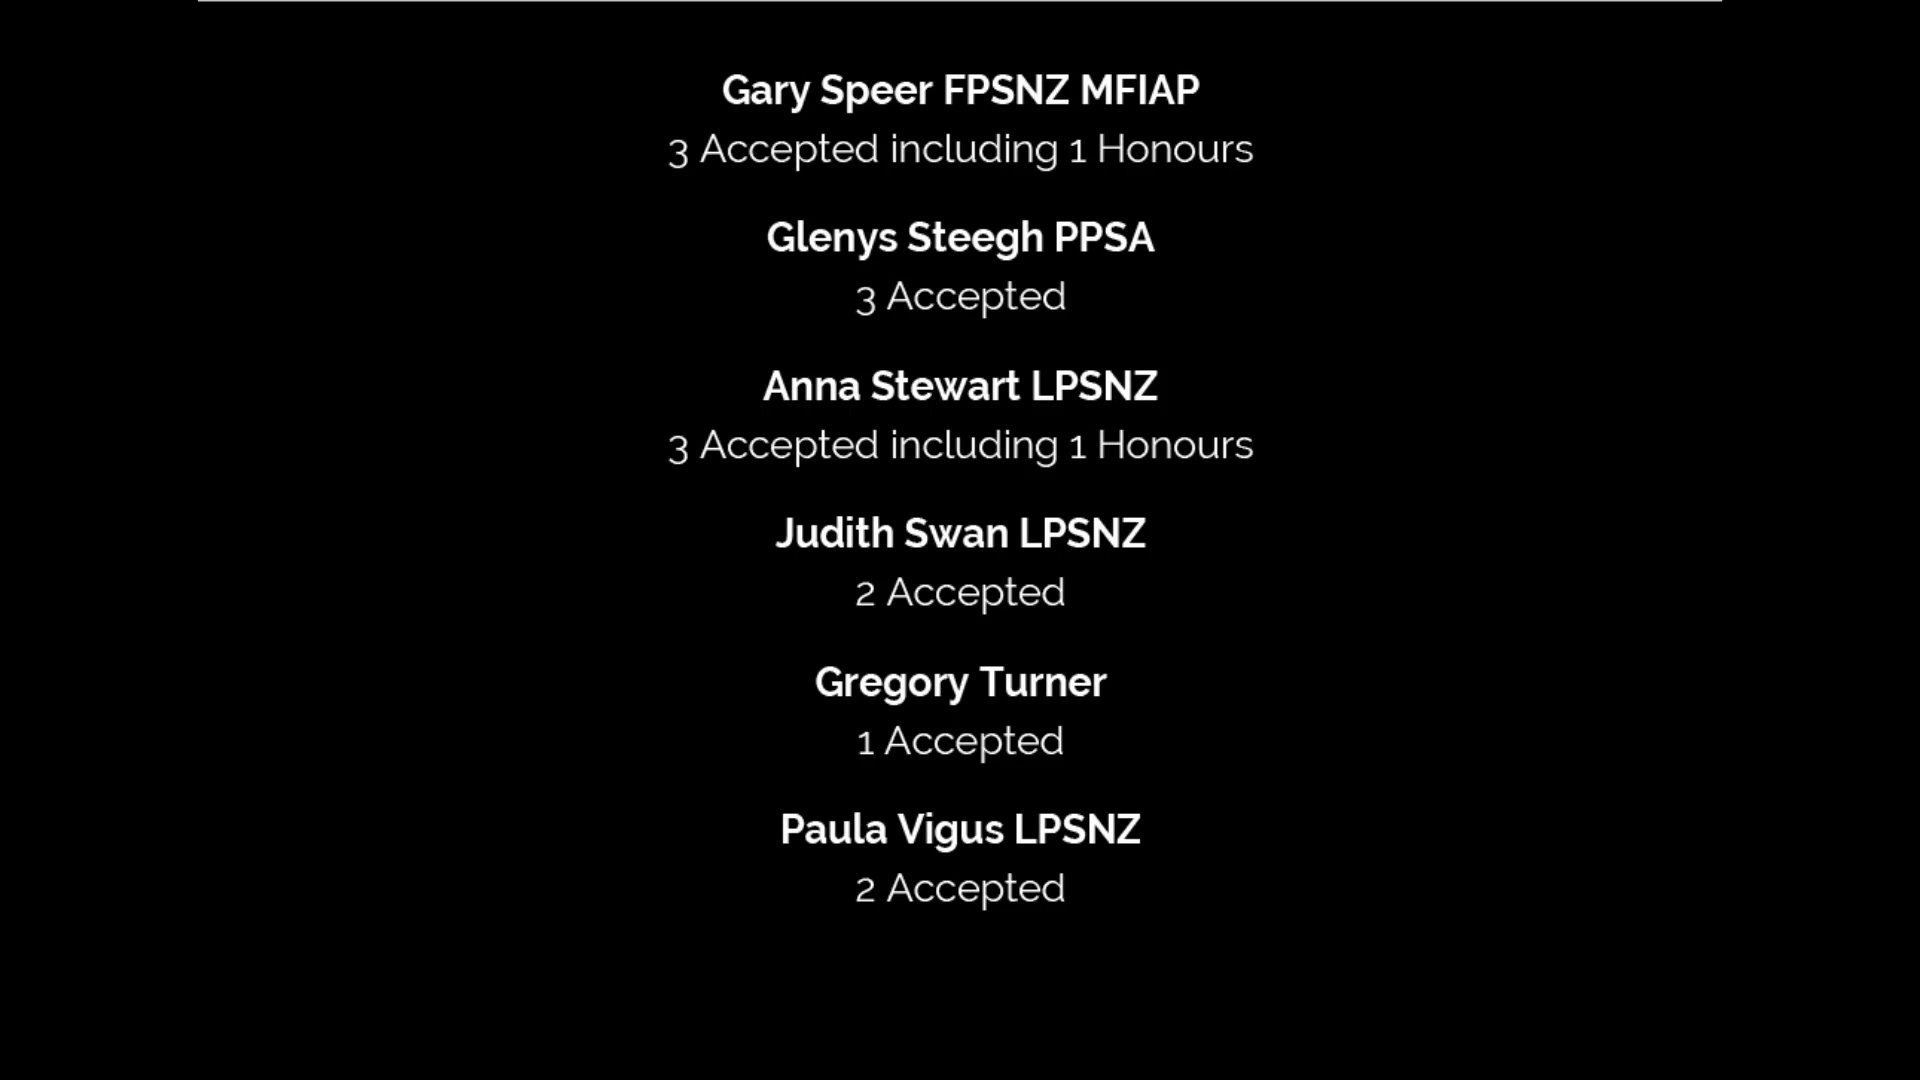 Gary Speer FPSNZ MFIAP
3 Accepted including 1 Honours
Glenys Steegh PPSA
3 Accepted
Anna Stewart LPSNZ
3 Accepted including 1 Honours
Judith Swan LPSNZ
2 Accepted
Gregory Turner
1 Accepted
Paula Vigus LPSNZ
2 Accepted